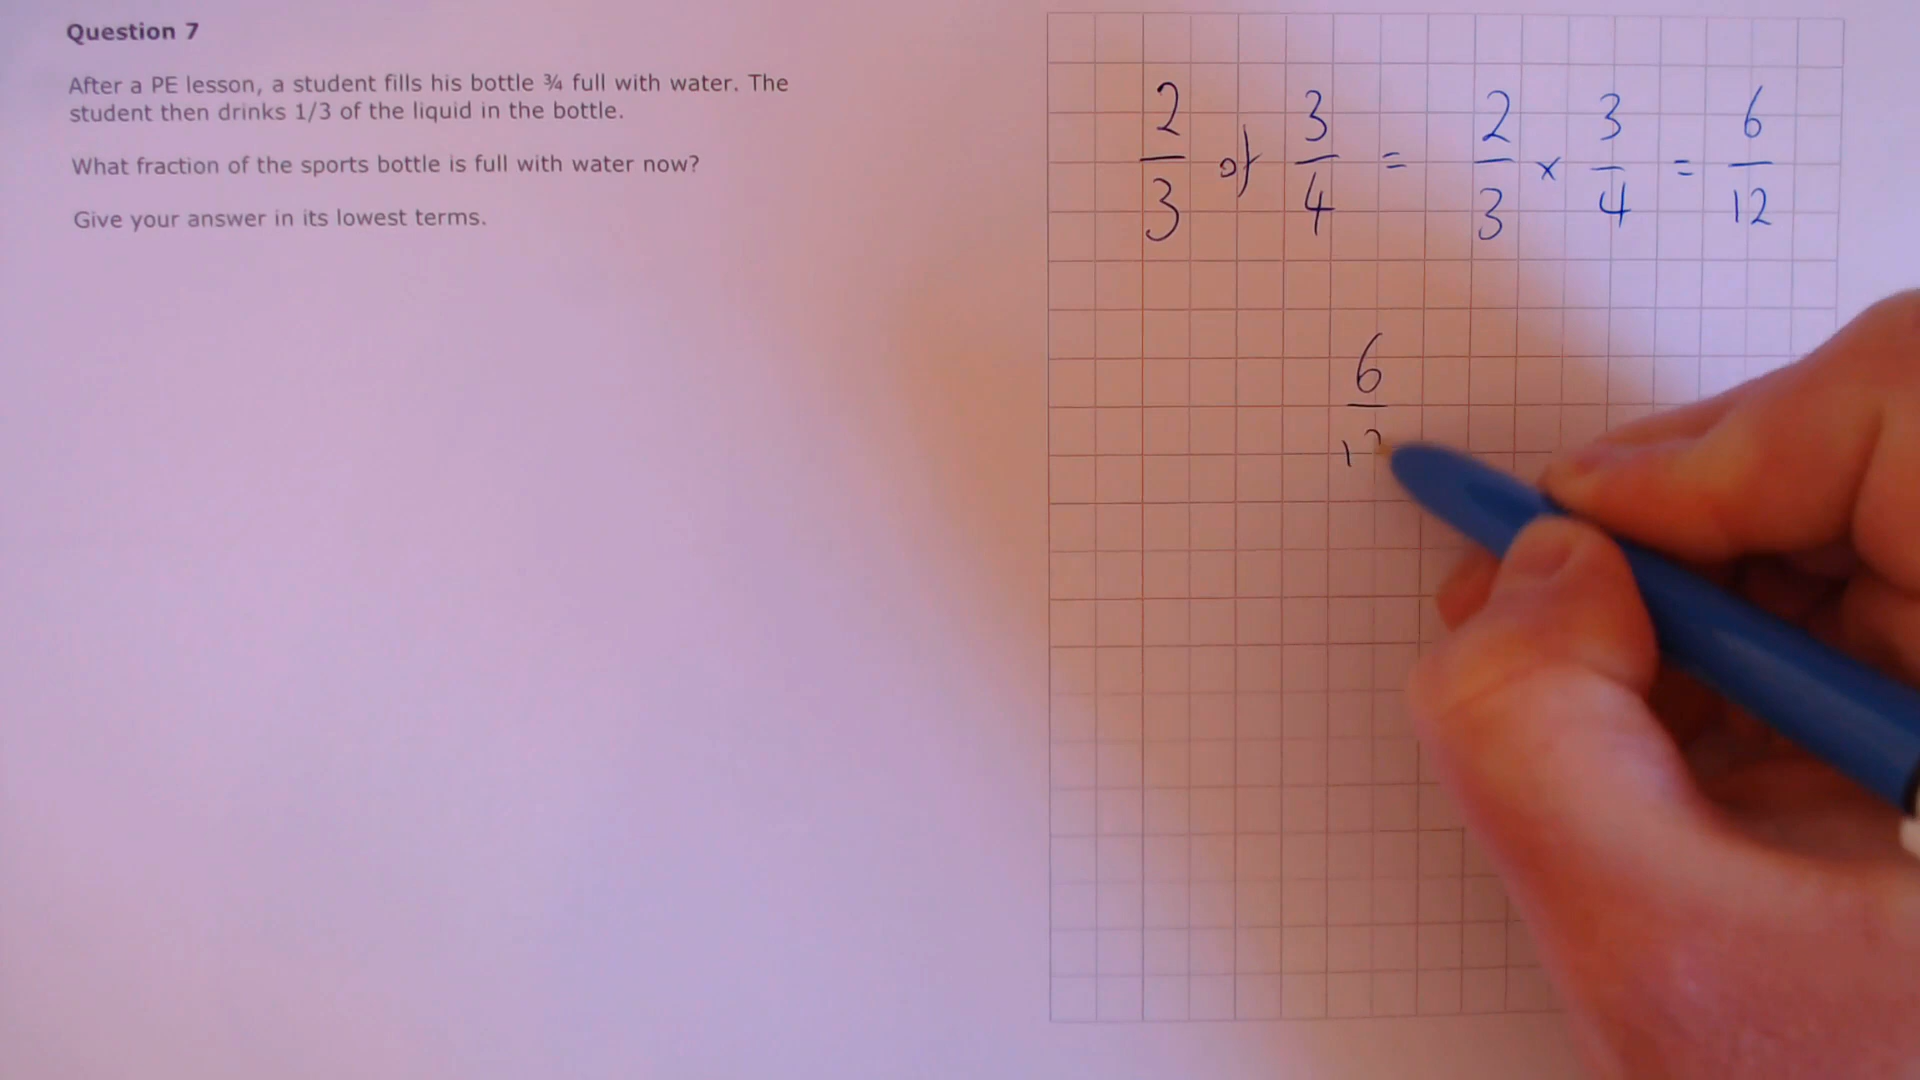 Question 7
After a PE lesson, a student fills his bottle ¾ full with water. The
student then drinks 1/3 of the liquid in the bottle.
What fraction of the sports bottle is full with water now?
Give your answer in its lowest terms.
2/3 of 3/4 = 2/3 × 3/4 = 6/12
6/12